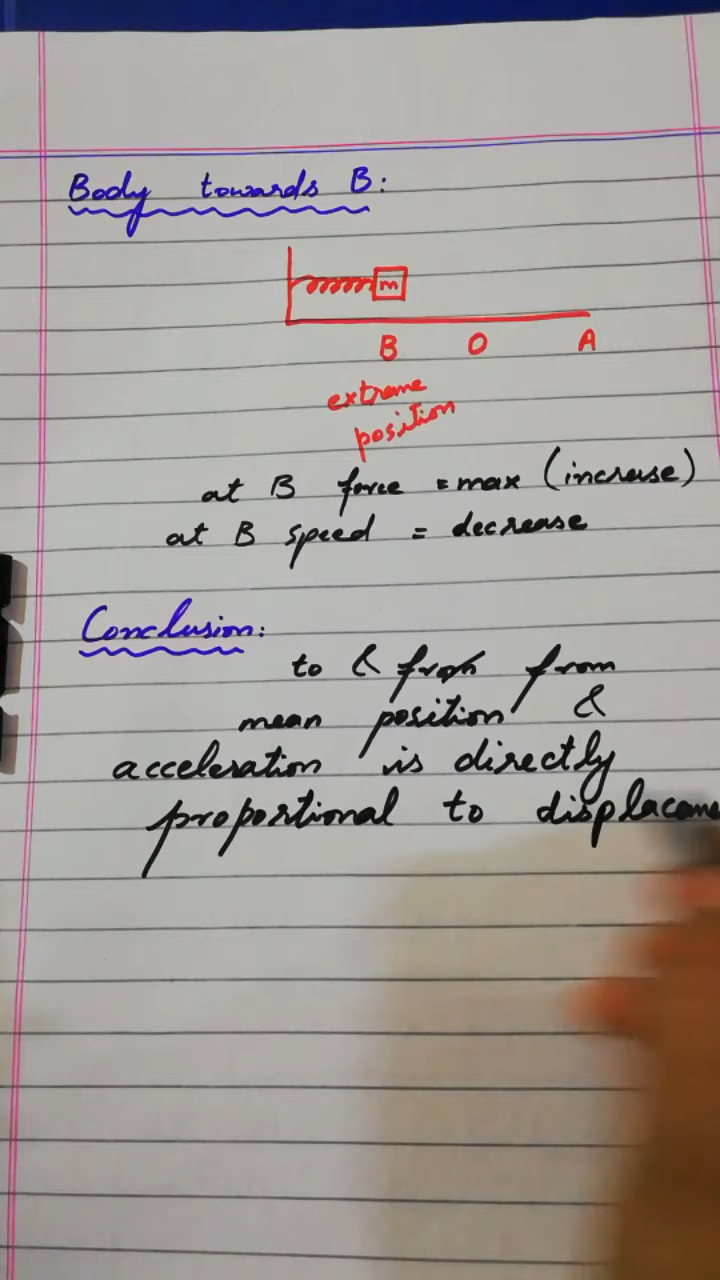 Body towards B:
m
B O A
extreme
position
at B force = max (increase)
at B speed = decrease
Conclusion:
to & from
mean position &
acceleration is directly
proportional to